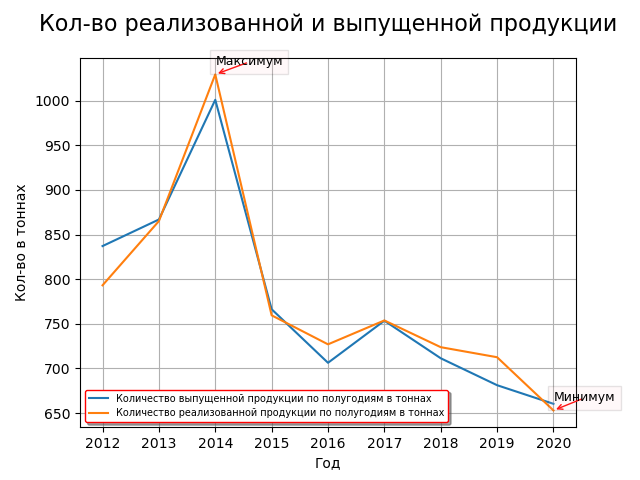 Кол-во реализованной и выпущенной продукции
Максимум
1000
950
900
850
800
750
700
650
Кол-во в тоннах
Минимум
Количество выпущенной продукции по полугодиям в тоннах
Количество реализованной продукции по полугодиям в тоннах
2012 2013 2014 2015 2016 2017 2018 2019 2020
Год